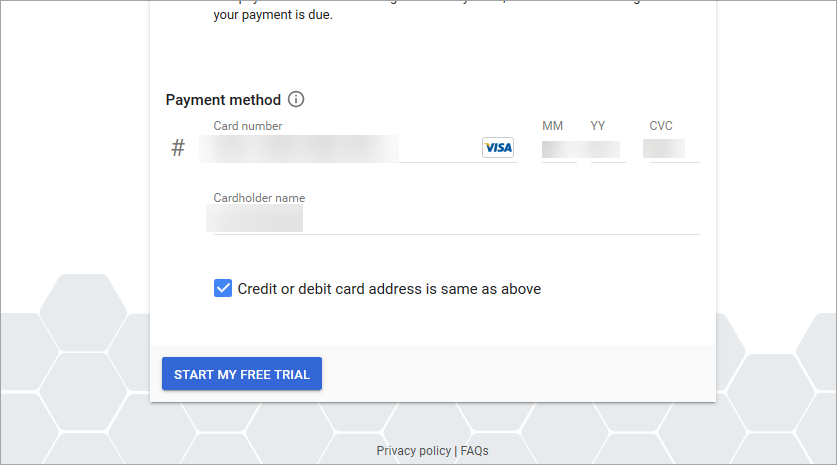 your payment is due.
Payment method
Card number
MM YY CVC
#
VISA
Cardholder name
Credit or debit card address is same as above
START MY FREE TRIAL
Privacy policy | FAQs